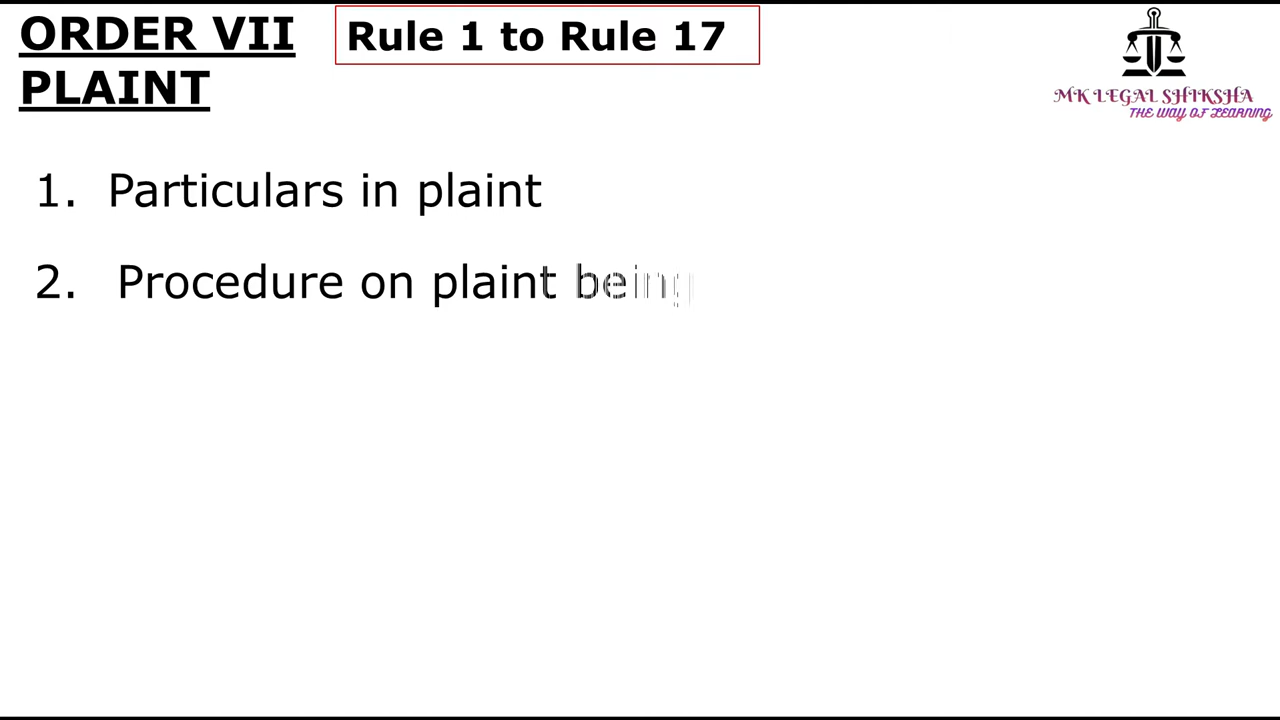 ORDER VII
PLAINT
Rule 1 to Rule 17
MK LEGAL SHIKSHA
THE WAY OF LEARNING
1. Particulars in plaint
2. Procedure on plaint being